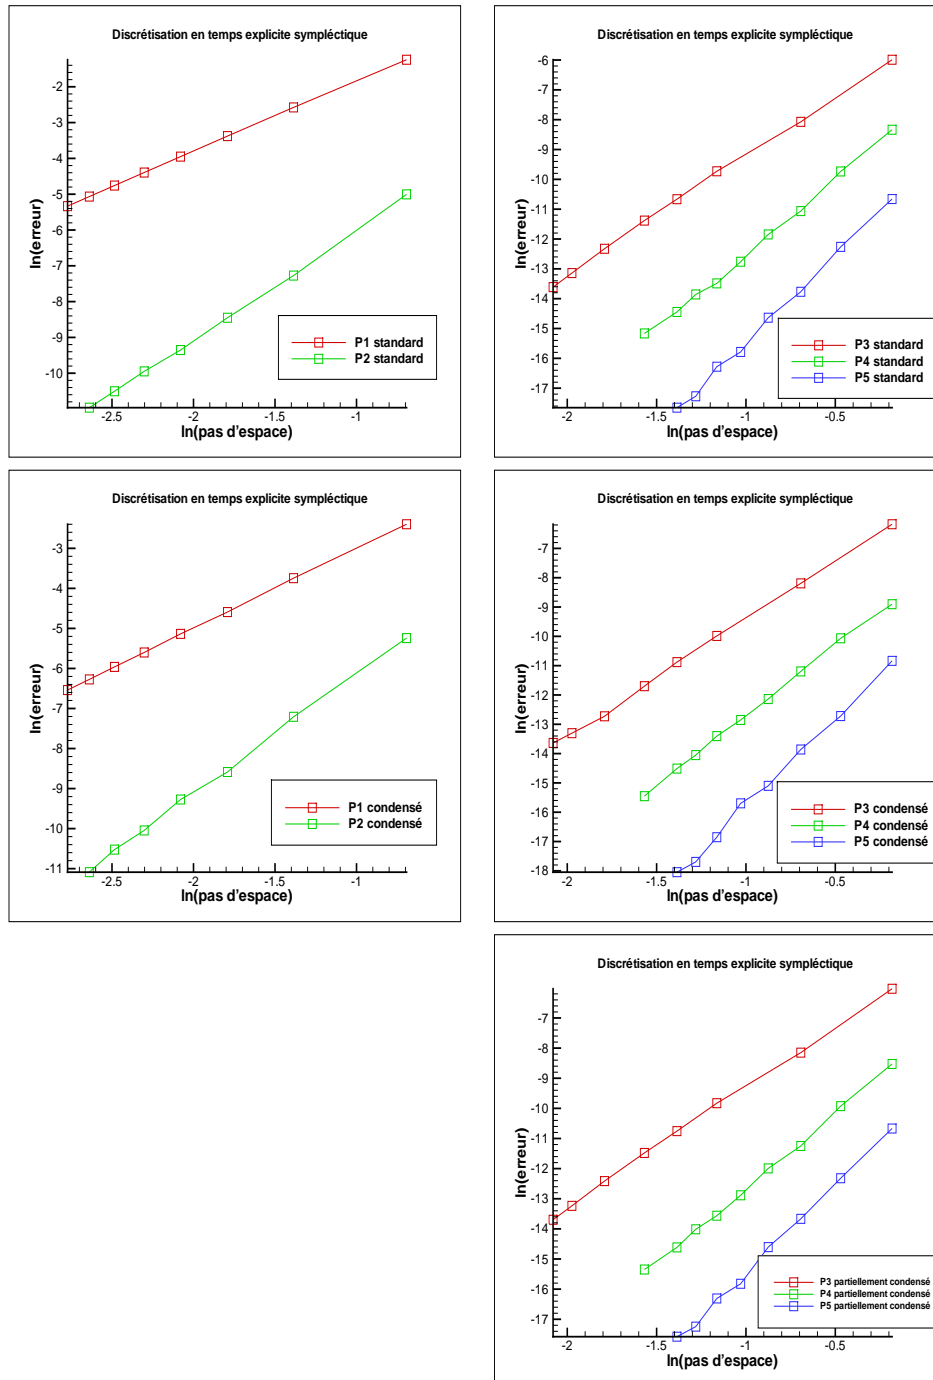 Discrétisation en temps explicite sympléctique
-2
-3
-4
-5
-6
-7
-8
-9
-10
ln(erreur)
P1 standard
P2 standard
-2.5
-2
-1.5
-1
ln(pas d'espace)
Discrétisation en temps explicite sympléctique
-6
-7
-8
-9
-10
-11
-12
-13
-14
-15
-16
-17
ln(erreur)
P3 standard
P4 standard
P5 standard
-2
-1.5
-1
-0.5
ln(pas d'espace)
Discrétisation en temps explicite sympléctique
-3
-4
-5
-6
-7
-8
-9
-10
-11
ln(erreur)
P1 condensé
P2 condensé
-2.5
-2
-1.5
-1
ln(pas d'espace)
Discrétisation en temps explicite sympléctique
-7
-8
-9
-10
-11
-12
-13
-14
-15
-16
-17
-18
ln(erreur)
P3 condensé
P4 condensé
P5 condensé
-2
-1.5
-1
-0.5
ln(pas d'espace)
Discrétisation en temps explicite sympléctique
-7
-8
-9
-10
-11
-12
-13
-14
-15
-16
-17
ln(erreur)
P3 partiellement condensé
P4 partiellement condensé
P5 partiellement condensé
-2
-1.5
-1
-0.5
ln(pas d'espace)